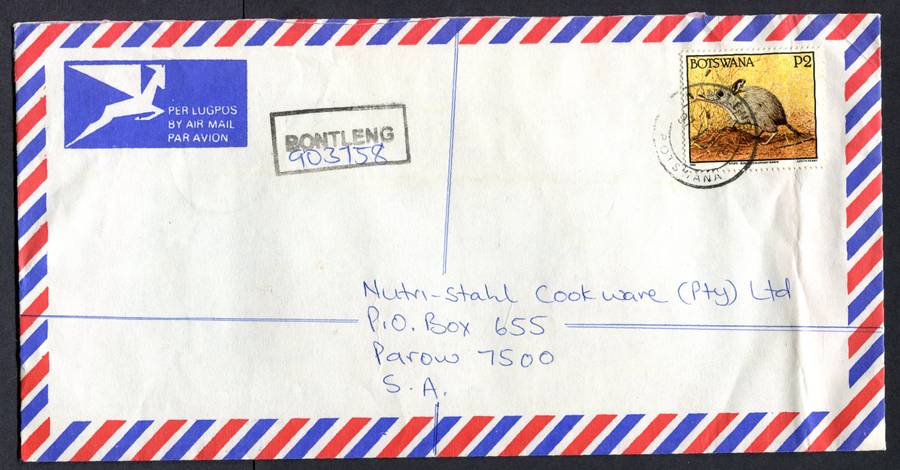 PER LUGPOS
BY AIR MAIL
PAR AVION
BONTLENG
903758
BOTSWANA P2
BOTSWANA
Nutri-stahl Cookware (Pty) Ltd
P.O. Box 655
Parow 7500
S.A.